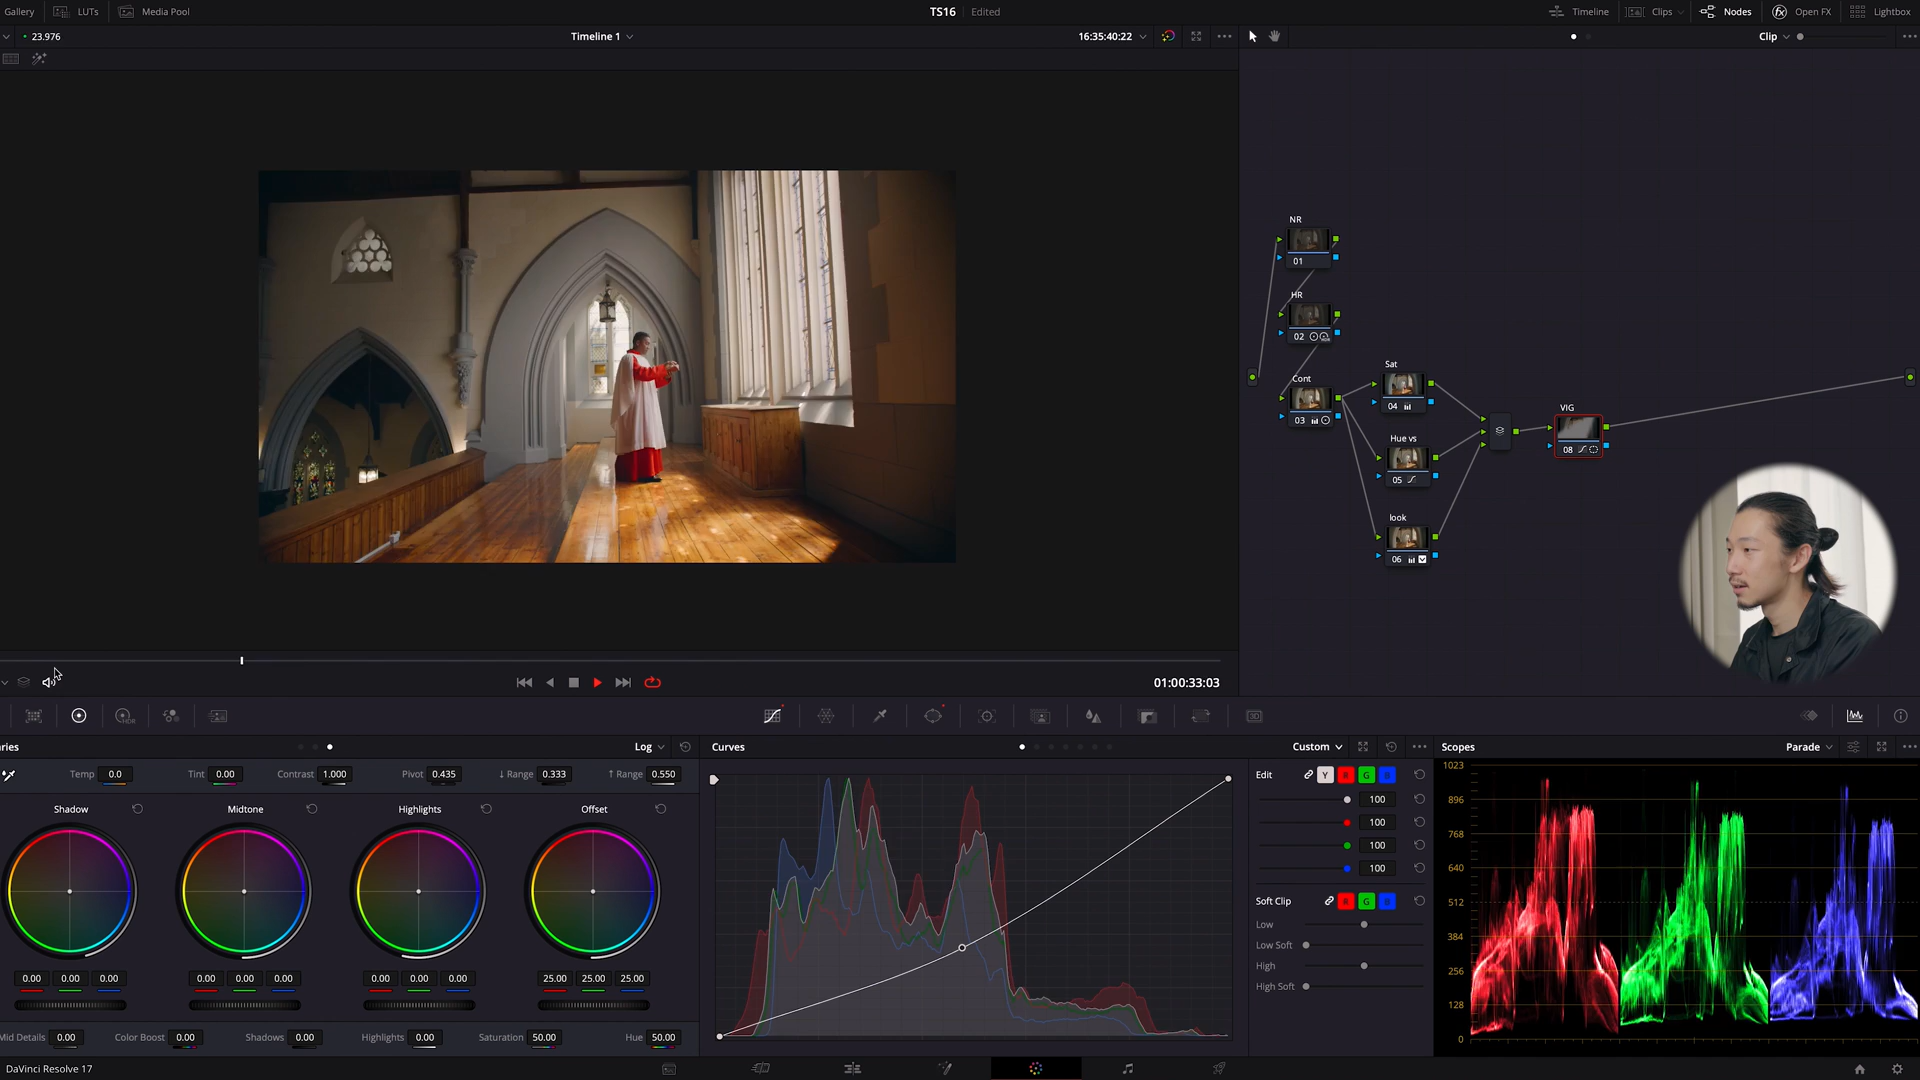 Gallery LUTs Media Pool TS16 Edited Timeline Clips Nodes Open FX Lightbox
23.976 Timeline 1 16:35:40:22 Clip
NR
01
HR
02
Cont
03
Sat
04
Hue vs
05
look
06
VIG
08
01:00:33:03
HDR
3D
ries Log Curves Custom Scopes Parade
Temp 0.0 Tint 0.00 Contrast 1.000 Pivot 0.435 ↓ Range 0.333 ↑ Range 0.550
Shadow Midtone Highlights Offset
0.00 0.00 0.00 0.00 0.00 0.00 0.00 0.00 0.00 25.00 25.00 25.00
Mid Details 0.00 Color Boost 0.00 Shadows 0.00 Highlights 0.00 Saturation 50.00 Hue 50.00
Edit Y R G B
100
100
100
100
Soft Clip R G B
Low
Low Soft
High
High Soft
1023
896
768
640
512
384
256
128
0
DaVinci Resolve 17